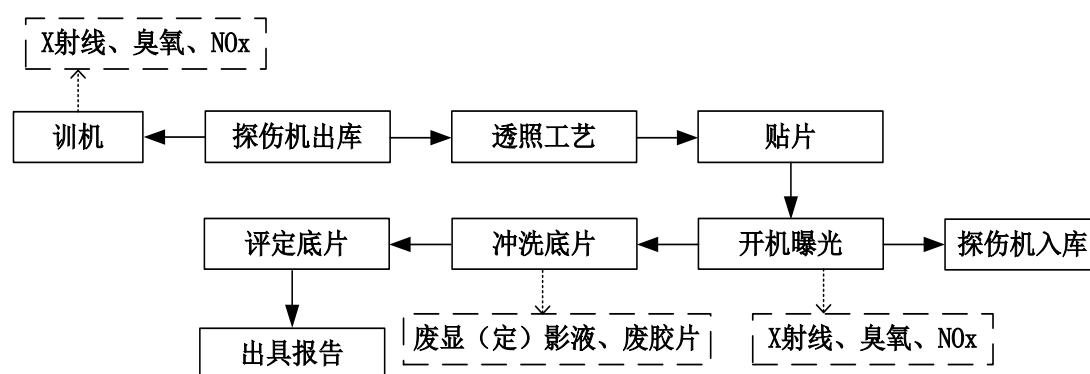 X射线、臭氧、NOx
训机
探伤机出库
透照工艺
贴片
评定底片
冲洗底片
开机曝光
探伤机入库
出具报告
废显（定）影液、废胶片
X射线、臭氧、NOx